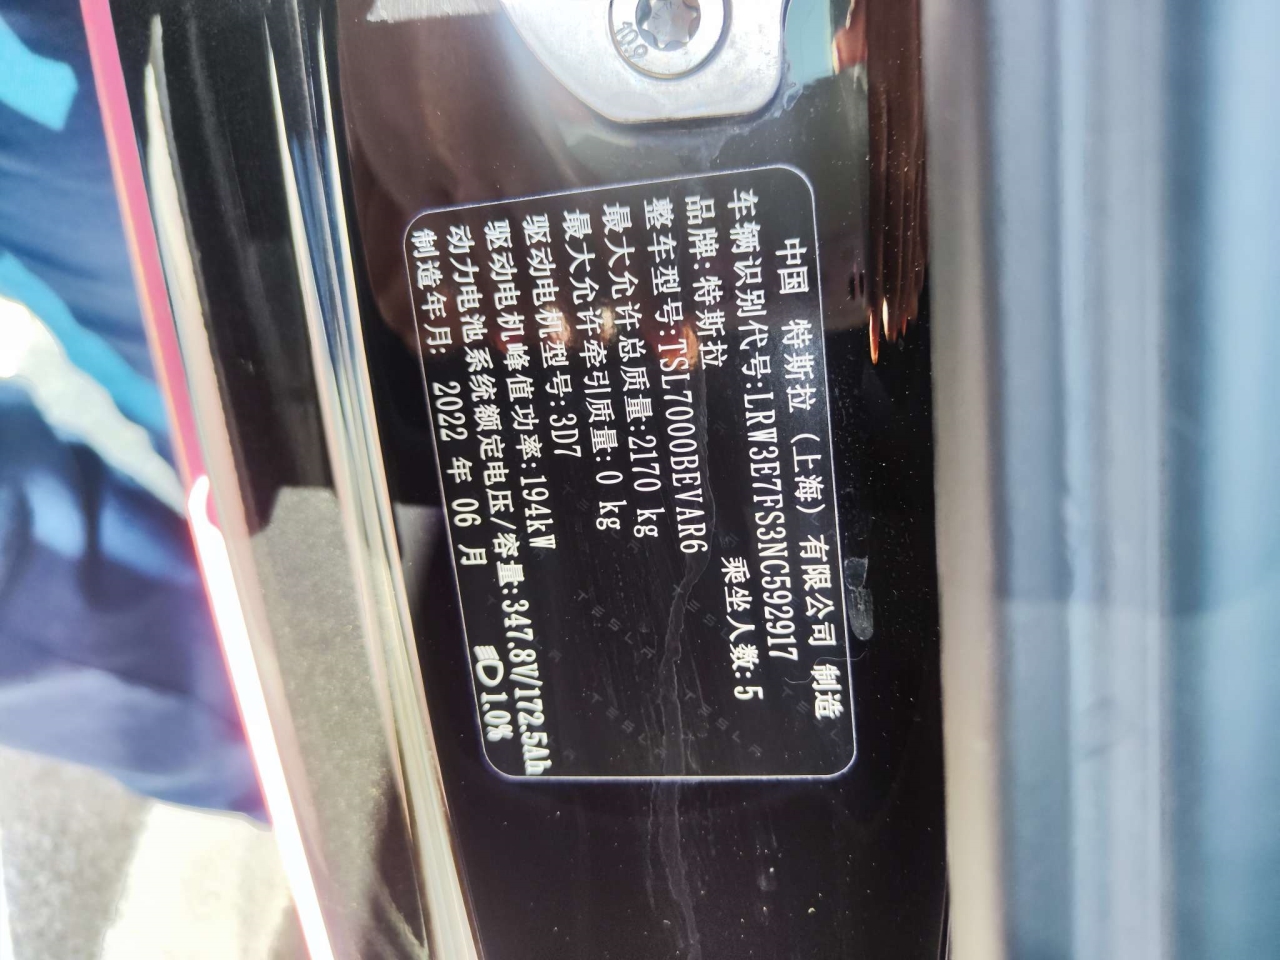 10.9
中国 特斯拉（上海）有限公司 制造
车辆识别代号:LRW3E7FS3NC592917
品牌:特斯拉 乘坐人数:5
整车型号:TSL7000BEVAR6
最大允许总质量:2170 kg
最大允许牵引质量: 0 kg
驱动电机型号:3D7
驱动电机峰值功率:194kW
动力电池系统额定电压/容量:347.8V/172.5Ah
制造年月: 2022 年 06 月 1.0%
TESLA
TESLA